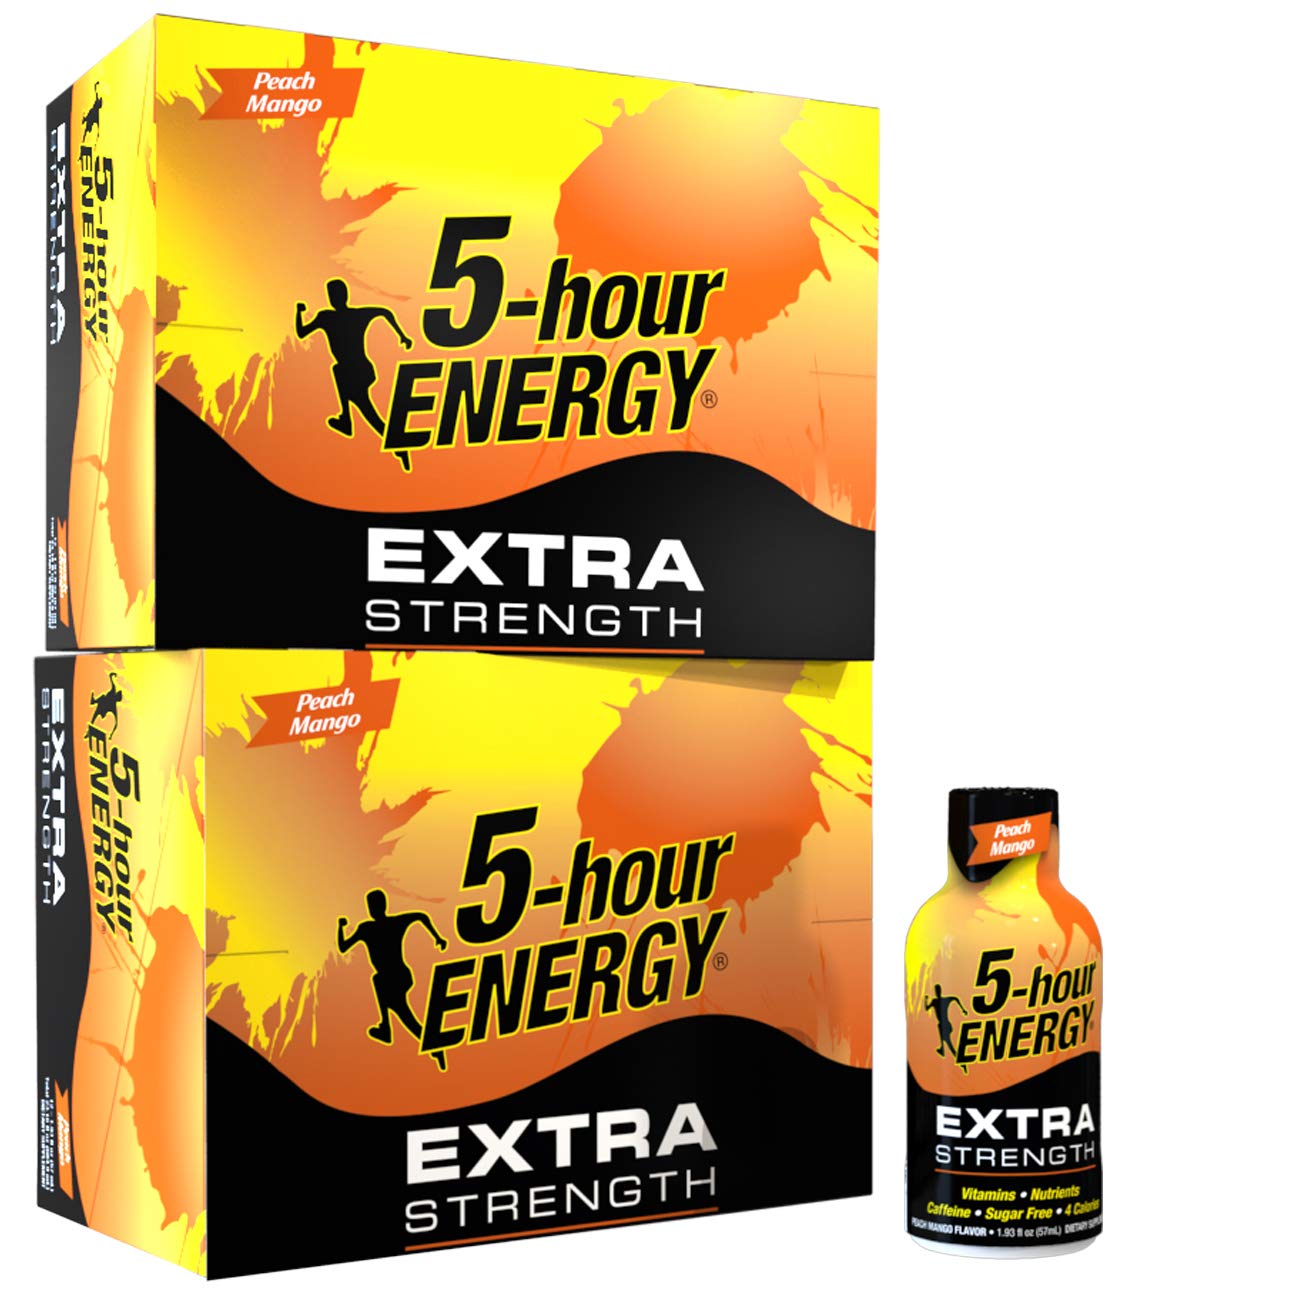 Peach
Mango
5-hour
ENERGY®
EXTRA
STRENGTH
5-hour
ENERGY
EXTRA
STRENGTH
Peach
Mango
5-hour
ENERGY®
EXTRA
STRENGTH
5-hour
ENERGY
EXTRA
STRENGTH
Peach
Mango
Peach
Mango
5-hour
ENERGY®
EXTRA
STRENGTH
Vitamins • Nutrients
Caffeine • Sugar Free • 4 Calories
PEACH MANGO FLAVOR • 1.93 fl oz (57mL) DIETARY